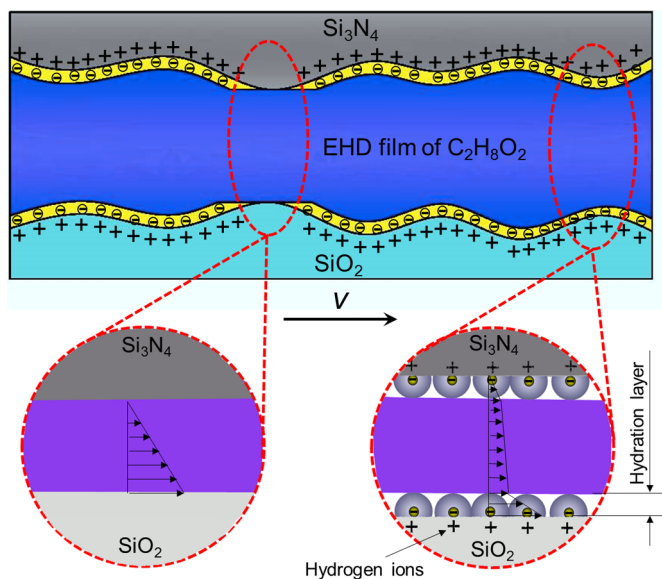 Si₃N₄
EHD film of C₂H₈O₂
SiO₂
V
Si₃N₄
SiO₂
Si₃N₄
SiO₂
Hydration layer
Hydrogen ions